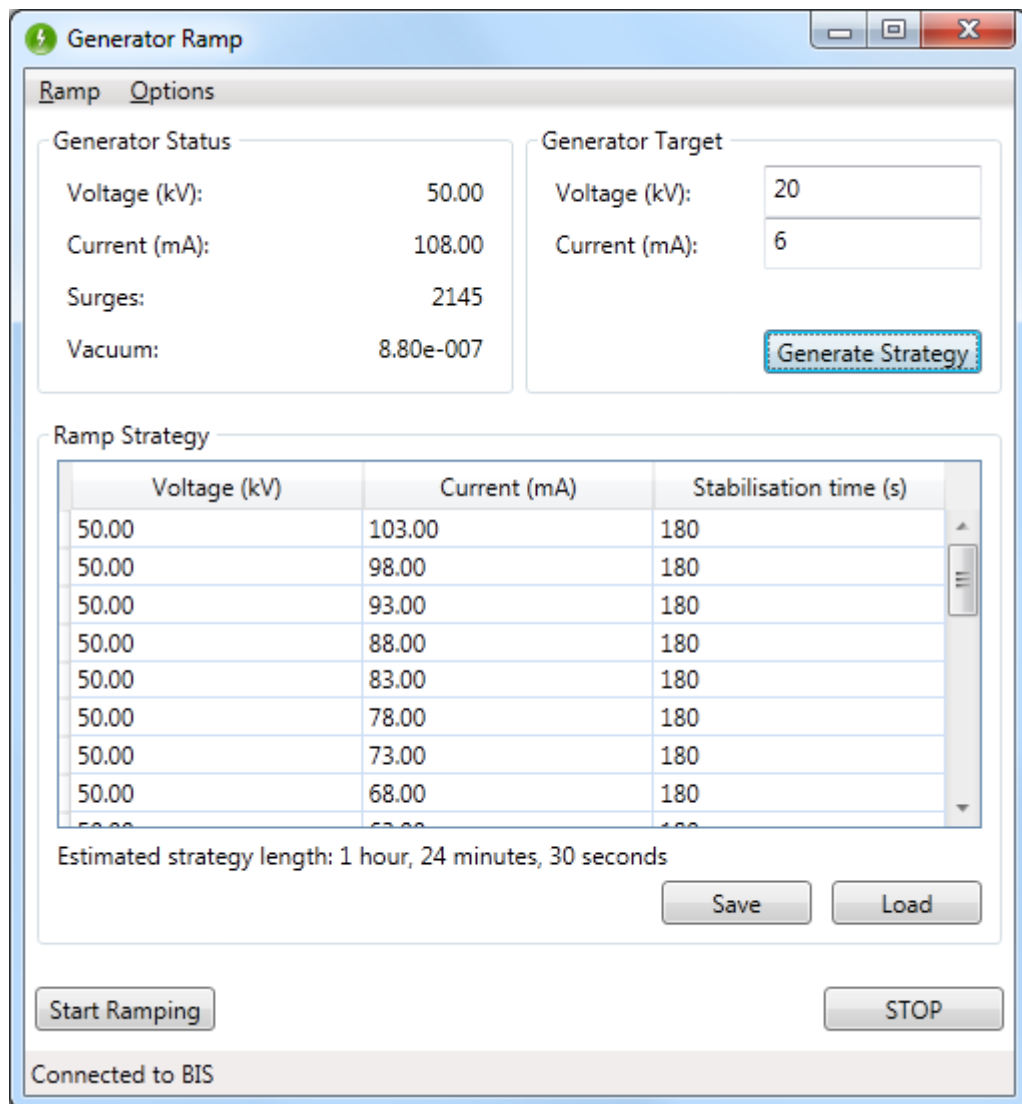 Generator Ramp
Ramp Options
Generator Status
Voltage (kV): 50.00
Current (mA): 108.00
Surges: 2145
Vacuum: 8.80e-007
Generator Target
Voltage (kV): 20
Current (mA): 6
Generate Strategy
Ramp Strategy
Voltage (kV) Current (mA) Stabilisation time (s)
50.00 103.00 180
50.00 98.00 180
50.00 93.00 180
50.00 88.00 180
50.00 83.00 180
50.00 78.00 180
50.00 73.00 180
50.00 68.00 180
Estimated strategy length: 1 hour, 24 minutes, 30 seconds
Save Load
Start Ramping STOP
Connected to BIS